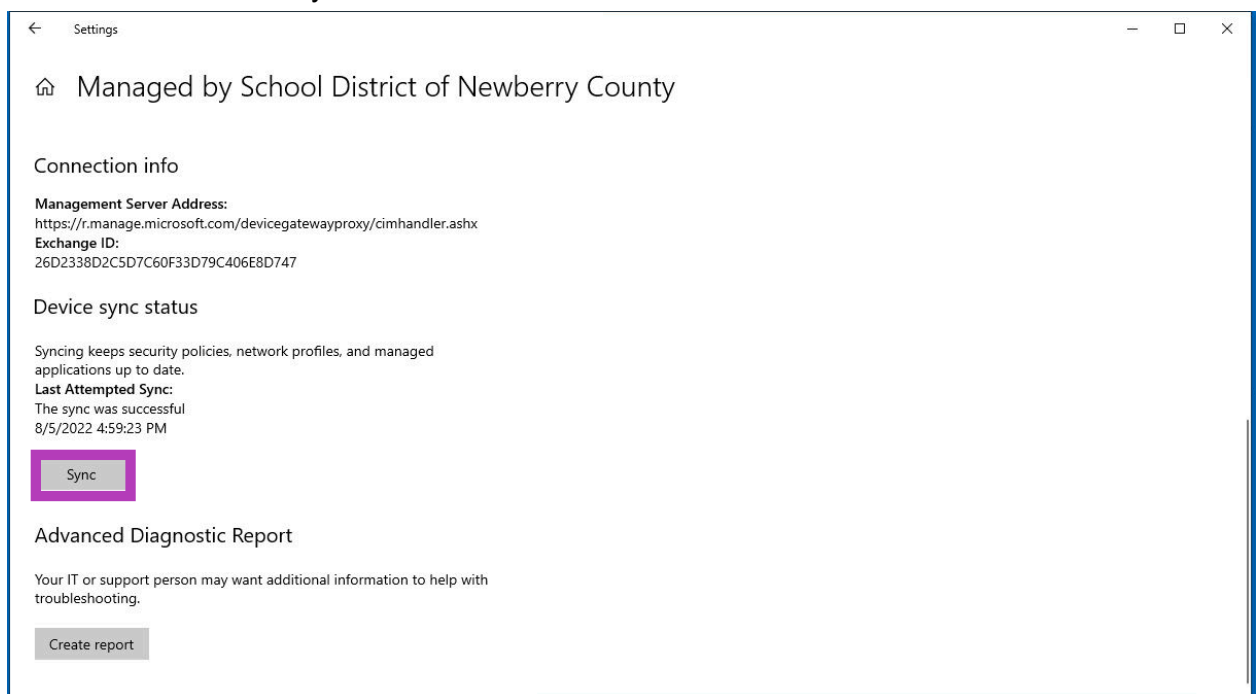 Settings
Managed by School District of Newberry County
Connection info
Management Server Address:
https://r.manage.microsoft.com/devicegatewayproxy/cimhandler.ashx
Exchange ID:
26D2338D2C5D7C60F33D79C406E8D747
Device sync status
Syncing keeps security policies, network profiles, and managed
applications up to date.
Last Attempted Sync:
The sync was successful
8/5/2022 4:59:23 PM
Sync
Advanced Diagnostic Report
Your IT or support person may want additional information to help with
troubleshooting.
Create report